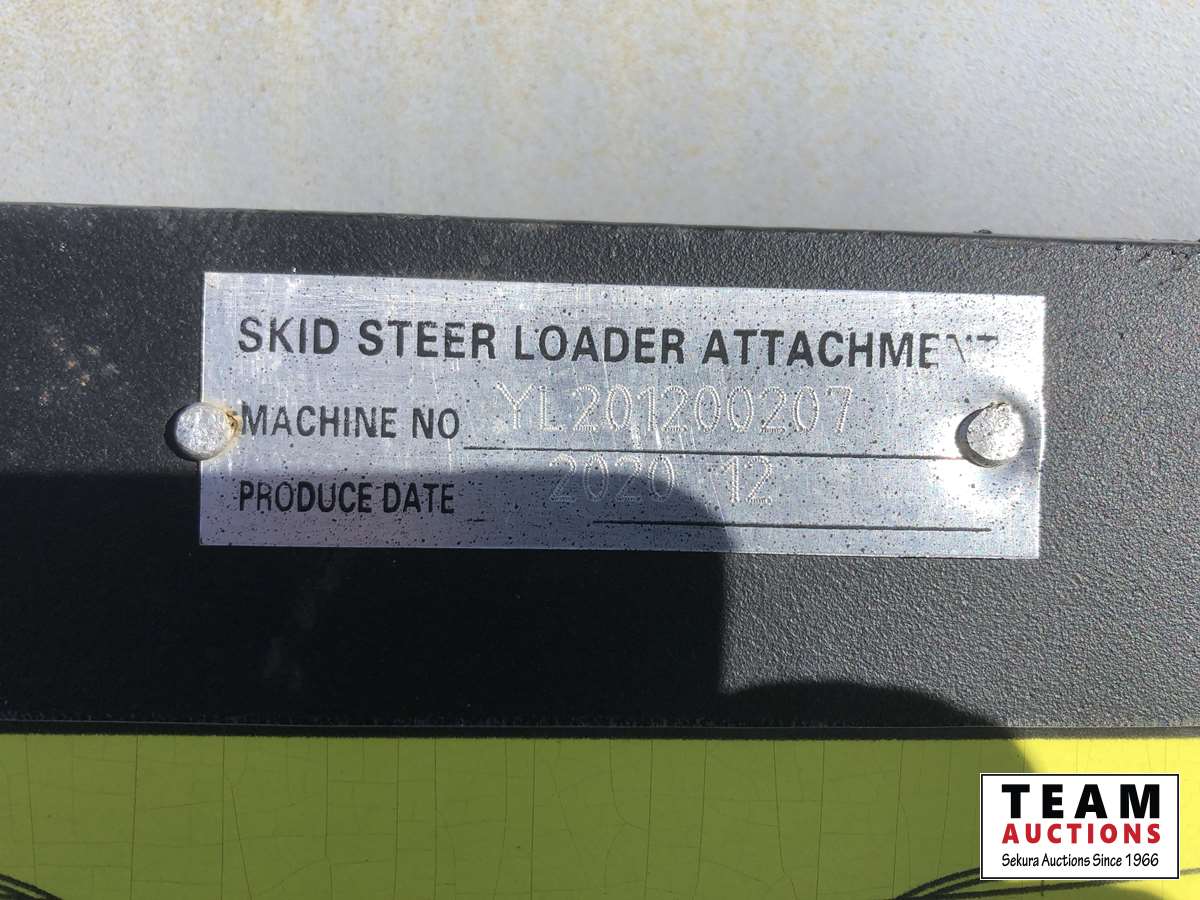 SKID STEER LOADER ATTACHMENT
MACHINE NO YL201200207
PRODUCE DATE 2020 12
TEAM
AUCTIONS
Sekura Auctions Since 1966